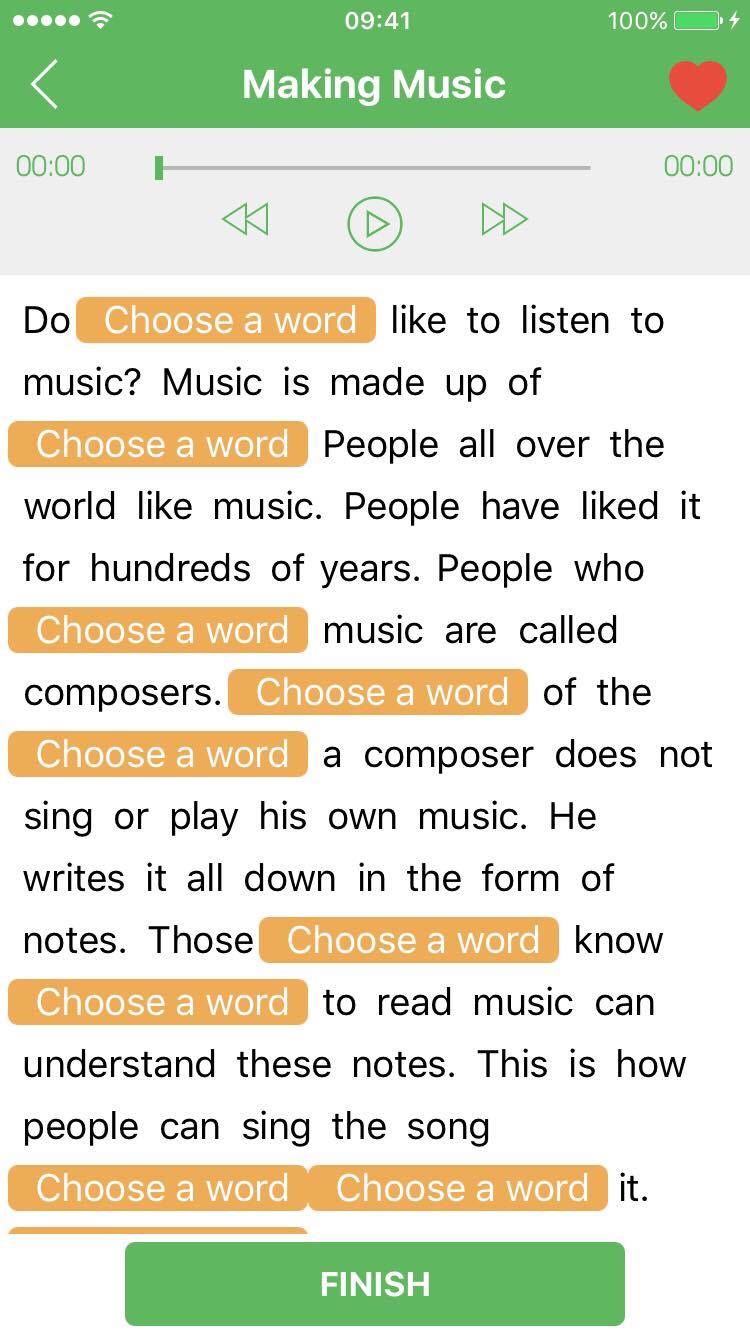 09:41 100%
Making Music
00:00 00:00
Do Choose a word like to listen to
music? Music is made up of
Choose a word People all over the
world like music. People have liked it
for hundreds of years. People who
Choose a word music are called
composers. Choose a word of the
Choose a word a composer does not
sing or play his own music. He
writes it all down in the form of
notes. Those Choose a word know
Choose a word to read music can
understand these notes. This is how
people can sing the song
Choose a word Choose a word it.
FINISH